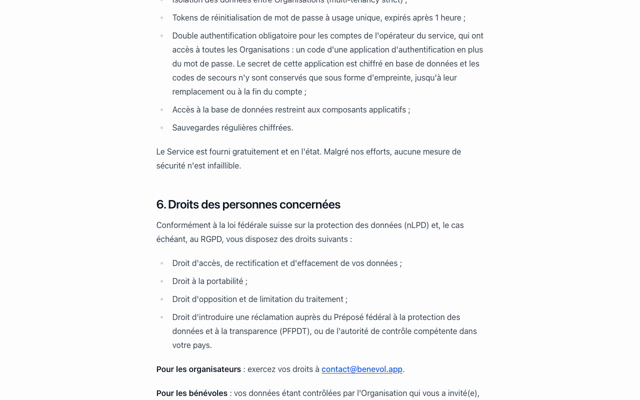 Isolation des données entre Organisations (multi-tenancy strict) ;
Tokens de réinitialisation de mot de passe à usage unique, expirés après 1 heure ;
Double authentification obligatoire pour les comptes de l'opérateur du service, qui ont
accès à toutes les Organisations : un code d'une application d'authentification en plus
du mot de passe. Le secret de cette application est chiffré en base de données et les
codes de secours n'y sont conservés que sous forme d'empreinte, jusqu'à leur
remplacement ou à la fin du compte ;
Accès à la base de données restreint aux composants applicatifs ;
Sauvegardes régulières chiffrées.
Le Service est fourni gratuitement et en l'état. Malgré nos efforts, aucune mesure de
sécurité n'est infaillible.
6. Droits des personnes concernées
Conformément à la loi fédérale suisse sur la protection des données (nLPD) et, le cas
échéant, au RGPD, vous disposez des droits suivants :
Droit d'accès, de rectification et d'effacement de vos données ;
Droit à la portabilité ;
Droit d'opposition et de limitation du traitement ;
Droit d'introduire une réclamation auprès du Préposé fédéral à la protection des
données et à la transparence (PFPDT), ou de l'autorité de contrôle compétente dans
votre pays.
Pour les organisateurs : exercez vos droits à contact@benevol.app.
Pour les bénévoles : vos données étant contrôlées par l'Organisation qui vous a invité(e),